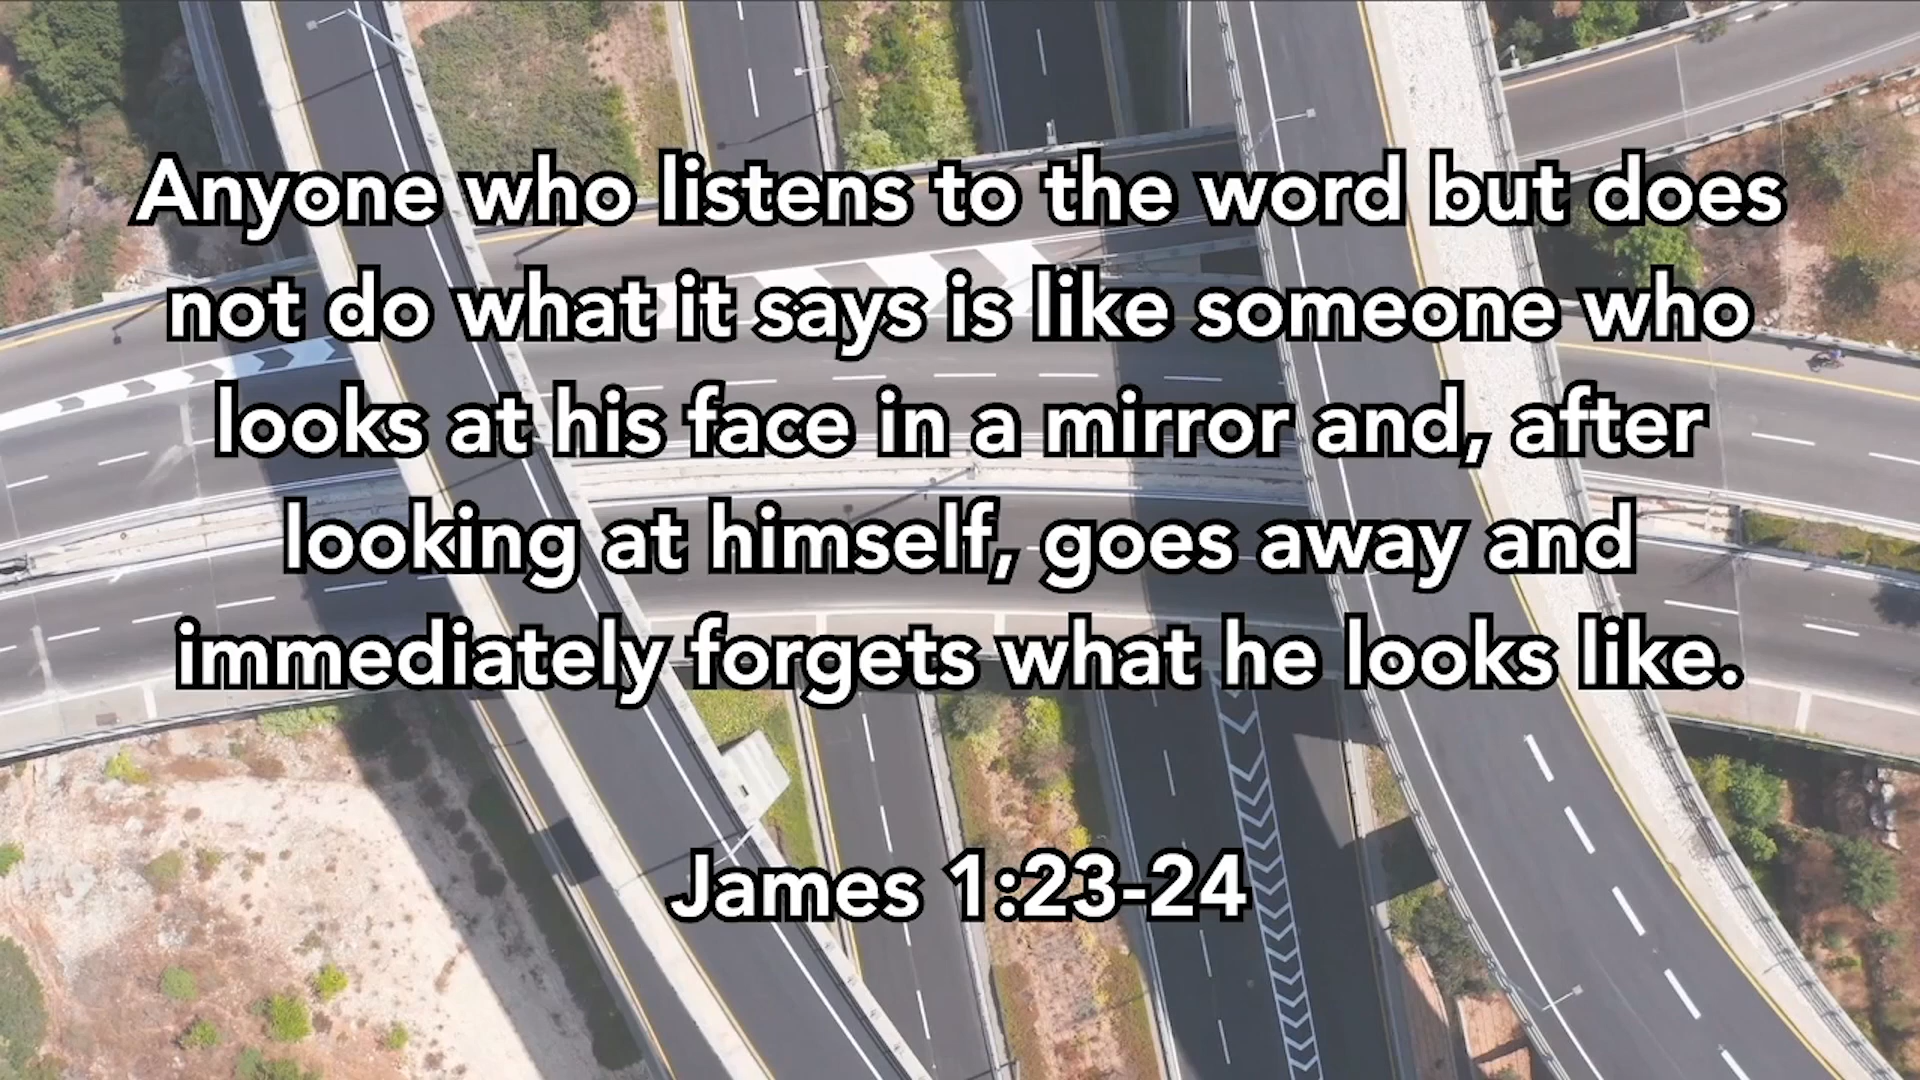 Anyone who listens to the word but does
not do what it says is like someone who
looks at his face in a mirror and, after
looking at himself, goes away and
immediately forgets what he looks like.
James 1:23-24